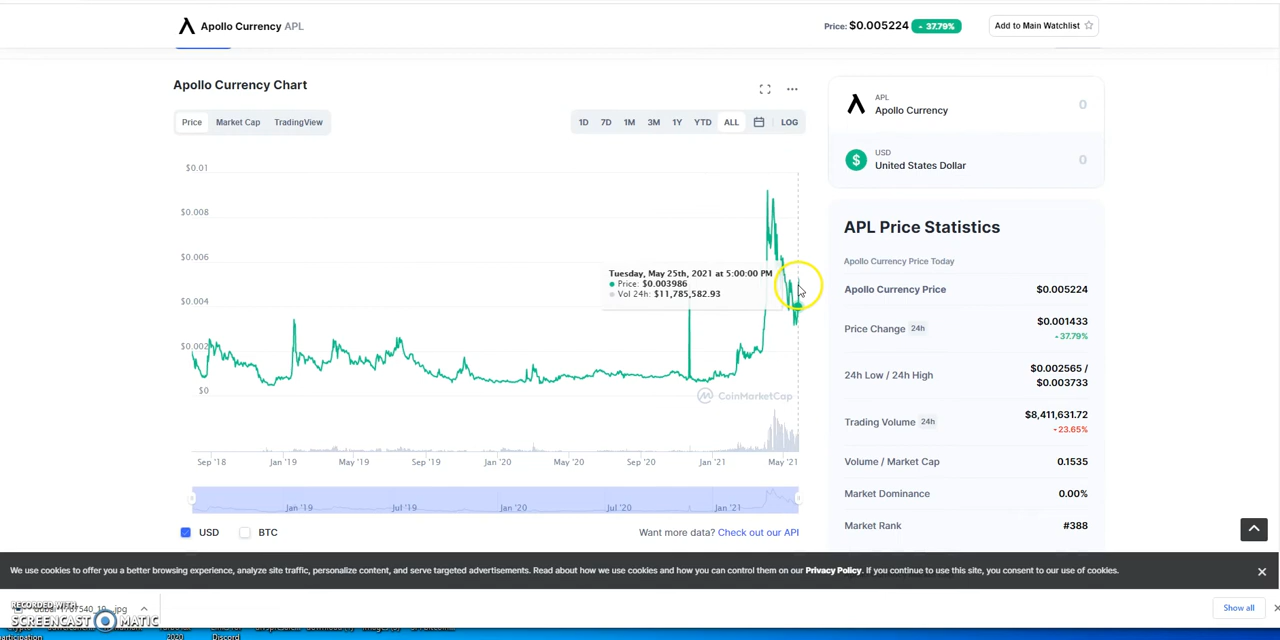 Apollo Currency APL
Price: $0.005224 37.79%
Add to Main Watchlist
Apollo Currency Chart
Price Market Cap TradingView
1D 7D 1M 3M 1Y YTD ALL LOG
APL
Apollo Currency
0
USD
United States Dollar
0
$0.01
$0.008
$0.006
$0.004
$0.002
$0
Tuesday, May 25th, 2021 at 5:00:00 PM
Price: $0.003986
Vol 24h: $11,785,582.93
CoinMarketCap
Sep '18 Jan '19 May '19 Sep '19 Jan '20 May '20 Sep '20 Jan '21 May '21
Jan '19 Jul '19 Jan '20 Jul '20 Jan '21
USD BTC
Want more data? Check out our API
APL Price Statistics
Apollo Currency Price Today
Apollo Currency Price $0.005224
Price Change 24h $0.001433
37.79%
24h Low / 24h High $0.002565 /
$0.003733
Trading Volume 24h $8,411,631.72
23.65%
Volume / Market Cap 0.1535
Market Dominance 0.00%
Market Rank #388
We use cookies to offer you a better browsing experience, analyze site traffic, personalize content, and serve targeted advertisements. Read about how we use cookies and how you can control them on our Privacy Policy. If you continue to use this site, you consent to our use of cookies.
RECORDED WITH
SCREENCAST MATIC
Show all
2020 Discord